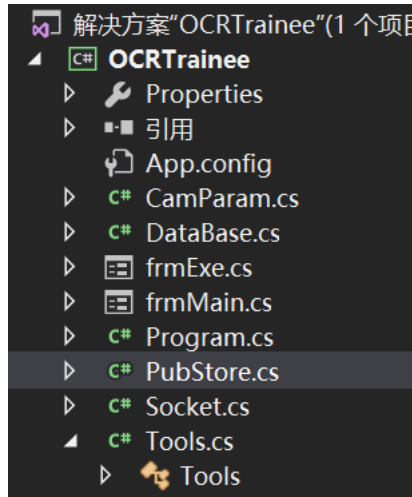 解决方案"OCRTrainee"(1 个项目
C# OCRTrainee
Properties
引用
App.config
C# CamParam.cs
C# DataBase.cs
frmExe.cs
frmMain.cs
C# Program.cs
C# PubStore.cs
C# Socket.cs
C# Tools.cs
Tools